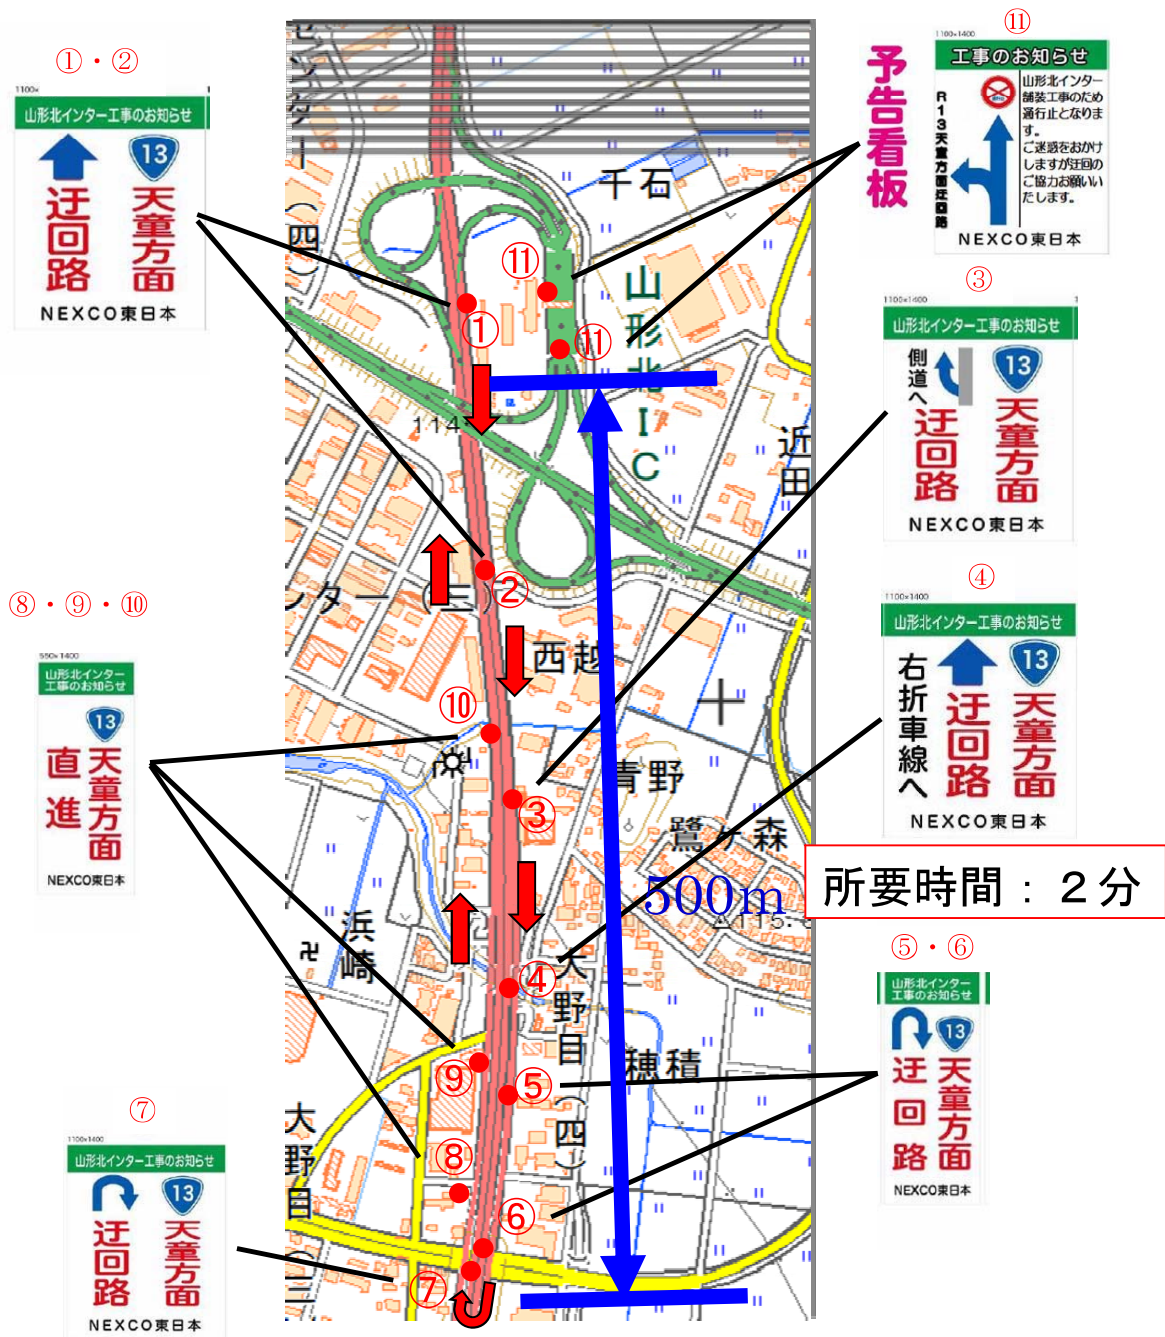 ①・②
1100×
1
山形北インター工事のお知らせ
13
迂回路
天童方面
NEXCO東日本
⑧・⑨・⑩
550×1400
山形北インター
工事のお知らせ
13
直進
天童方面
NEXCO東日本
⑦
1100×1400
山形北インター工事のお知らせ
13
迂回路
天童方面
NEXCO東日本
センター(四)
千石
山形北IC
⑪
⑪
①
114
近田
ンター(三)
②
西越
⑩
青野
③
鷺ヶ森
500m
115.
浜崎
卍
④
大野目(四)
穂積
⑨
⑤
大野目(三)
⑧
⑥
⑦
⑪
予告看板
1100×1400
工事のお知らせ
R13天童方面迂回路
山形北インター
舗装工事のため
通行止となりま
す。
ご迷惑をおかけ
しますが迂回の
ご協力お願いい
たします。
NEXCO東日本
③
1100×1400
1
山形北インター工事のお知らせ
側道へ
13
迂回路
天童方面
NEXCO東日本
④
1100×1400
山形北インター工事のお知らせ
右折車線へ
13
迂回路
天童方面
NEXCO東日本
所要時間：２分
⑤・⑥
山形北インター
工事のお知らせ
13
迂回路
天童方面
NEXCO東日本